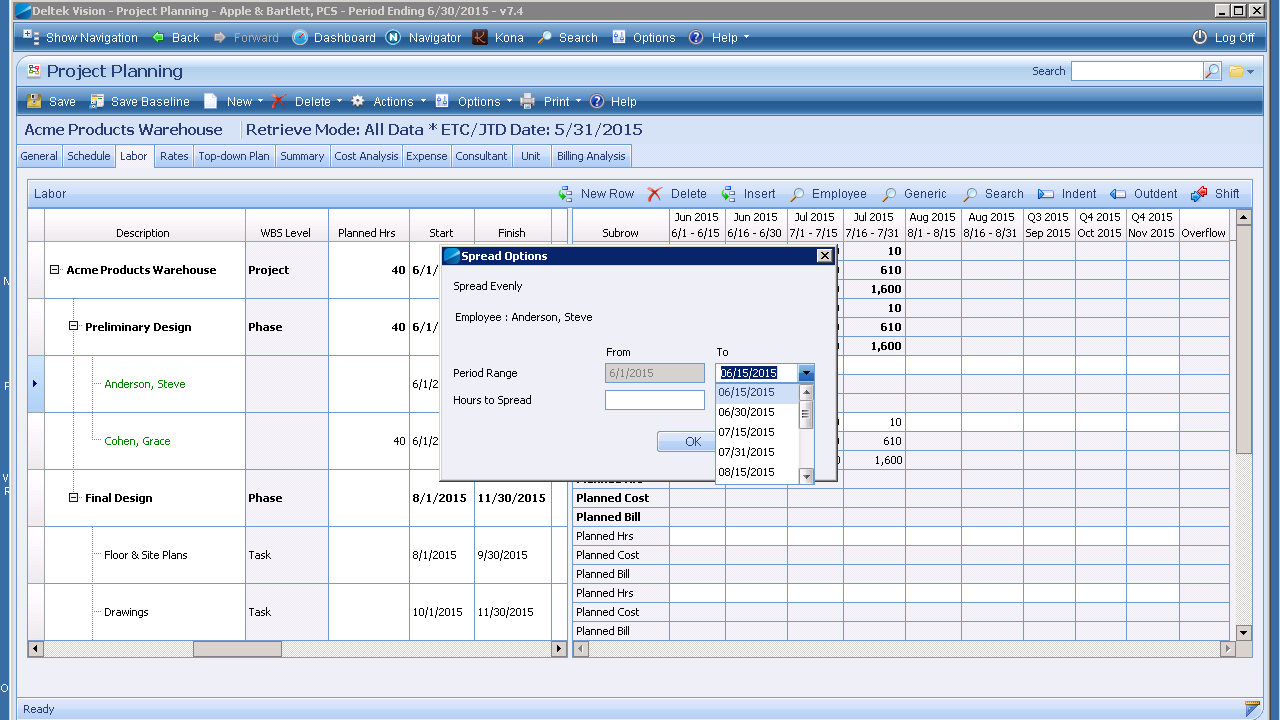 Deltek Vision - Project Planning - Apple & Bartlett, PCS - Period Ending 6/30/2015 - v7.4
Show Navigation Back Forward Dashboard Navigator Kona Search Options Help Log Off
Project Planning Search
Save Save Baseline New Delete Actions Options Print Help
Acme Products Warehouse Retrieve Mode: All Data * ETC/JTD Date: 5/31/2015
General Schedule Labor Rates Top-down Plan Summary Cost Analysis Expense Consultant Unit Billing Analysis
Labor New Row Delete Insert Employee Generic Search Indent Outdent Shift
Jun 2015 Jun 2015 Jul 2015 Jul 2015 Aug 2015 Aug 2015 Q3 2015 Q4 2015 Q4 2015
Description WBS Level Planned Hrs Start Finish Subrow 6/1 - 6/15 6/16 - 6/30 7/1 - 7/15 7/16 - 7/31 8/1 - 8/15 8/16 - 8/31 Sep 2015 Oct 2015 Nov 2015 Overflow
10
Acme Products Warehouse Project 40 6/1/ 610
1,600
10
Preliminary Design Phase 40 6/1/ 610
1,600
Anderson, Steve 6/1/2
10
Cohen, Grace 40 6/1/2 610
1,600
Spread Options
Spread Evenly
Employee : Anderson, Steve
From To
Period Range 6/1/2015 06/15/2015
06/15/2015
Hours to Spread
06/30/2015
07/15/2015
OK
07/31/2015
08/15/2015
Final Design Phase 8/1/2015 11/30/2015 Planned Cost
Planned Bill
Planned Hrs
Floor & Site Plans Task 8/1/2015 9/30/2015 Planned Cost
Planned Bill
Planned Hrs
Drawings Task 10/1/2015 11/30/2015 Planned Cost
Planned Bill
Ready